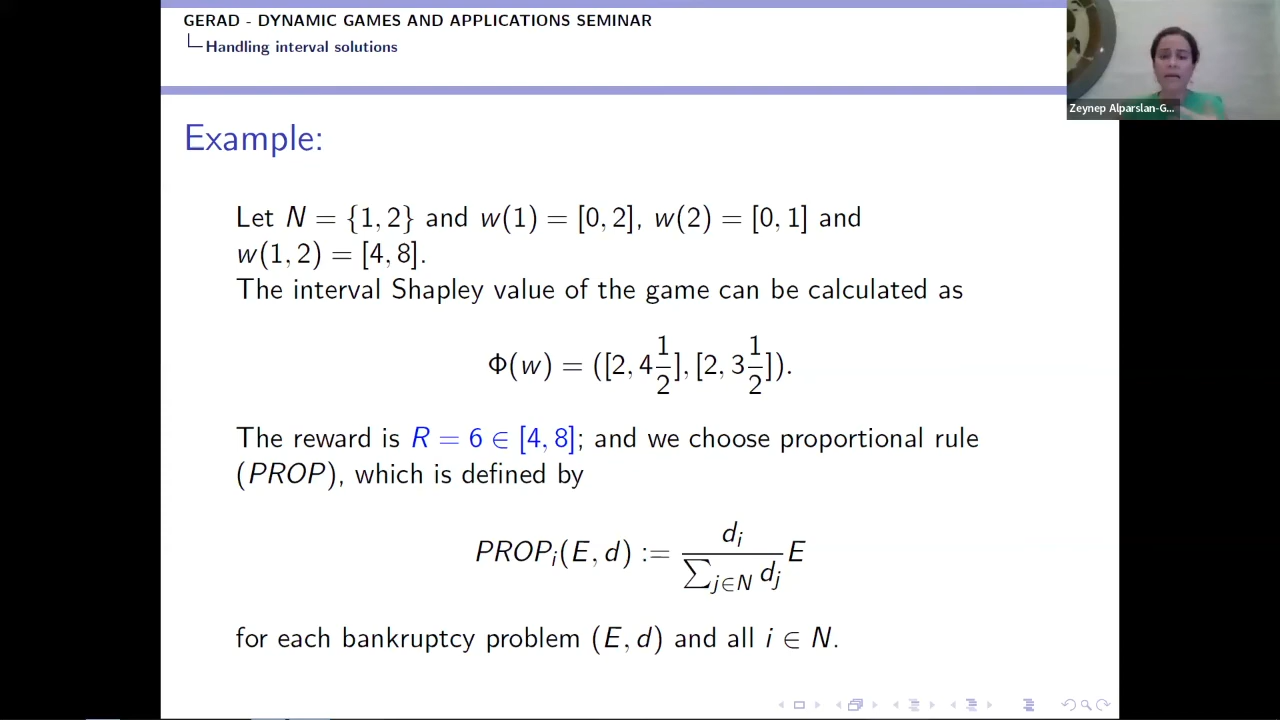 GERAD - DYNAMIC GAMES AND APPLICATIONS SEMINAR
Handling interval solutions
Zeynep Alparslan-G...
Example:
Let N = {1, 2} and w(1) = [0, 2], w(2) = [0, 1] and
w(1, 2) = [4, 8].
The interval Shapley value of the game can be calculated as
Φ(w) = ([2, 4 1/2], [2, 3 1/2]).
The reward is R = 6 ∈ [4, 8]; and we choose proportional rule
(PROP), which is defined by
PROP_i(E, d) := d_i / ∑_{j∈N} d_j E
for each bankruptcy problem (E, d) and all i ∈ N.